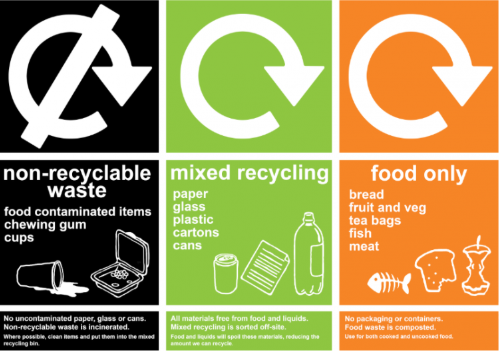 non-recyclable
waste
food contaminated items
chewing gum
cups
No uncontaminated paper, glass or cans.
Non-recyclable waste is incinerated.
Where possible, clean items and put them into the mixed
recycling bin.
mixed recycling
paper
glass
plastic
cartons
cans
All materials free from food and liquids.
Mixed recycling is sorted off-site.
Food and liquids will spoil these materials, reducing the
amount we can recycle.
food only
bread
fruit and veg
tea bags
fish
meat
No packaging or containers.
Food waste is composted.
Use for both cooked and uncooked food.